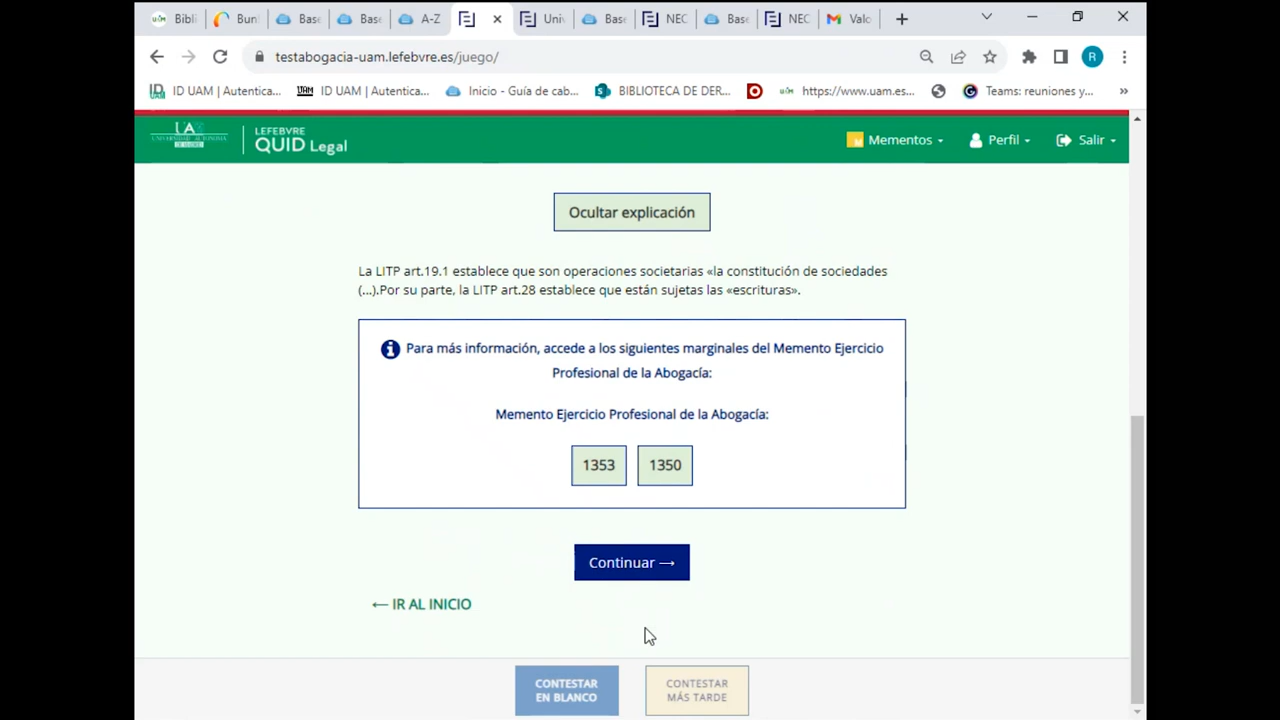 Bibli
Bun
Base
Base
A-Z
Univ
Base
NEC
Base
NEC
Valo
testabogacia-uam.lefebvre.es/juego/
R
ID UAM | Autentica...
ID UAM | Autentica...
Inicio - Guía de cab...
BIBLIOTECA DE DER...
https://www.uam.es...
Teams: reuniones y...
»
UAM
UNIVERSIDAD AUTONOMA
DE MADRID
LEFEBVRE
QUID Legal
Mementos
Perfil
Salir
Ocultar explicación
La LITP art.19.1 establece que son operaciones societarias «la constitución de sociedades
(...).Por su parte, la LITP art.28 establece que están sujetas las «escrituras».
Para más información, accede a los siguientes marginales del Memento Ejercicio
Profesional de la Abogacía:
Memento Ejercicio Profesional de la Abogacía:
1353
1350
Continuar →
← IR AL INICIO
CONTESTAR
EN BLANCO
CONTESTAR
MÁS TARDE